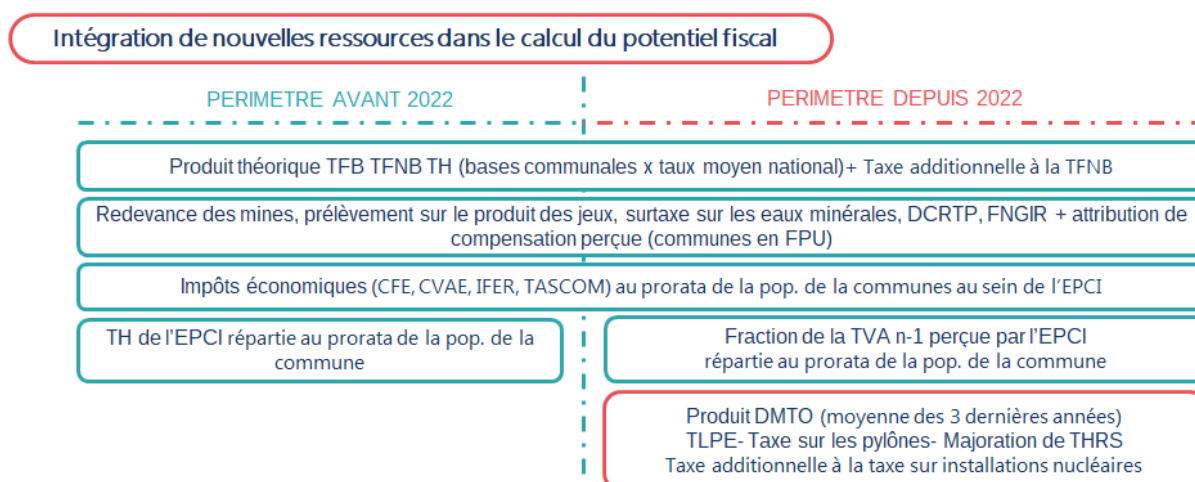 Intégration de nouvelles ressources dans le calcul du potentiel fiscal
PERIMETRE AVANT 2022
PERIMETRE DEPUIS 2022
Produit théorique TFB TFNB TH (bases communales x taux moyen national)+ Taxe additionnelle à la TFNB
Redevance des mines, prélèvement sur le produit des jeux, surtaxe sur les eaux minérales, DCRTP, FNGIR + attribution de
compensation perçue (communes en FPU)
Impôts économiques (CFE, CVAE, IFER, TASCOM) au prorata de la pop. de la communes au sein de l'EPCI
TH de l'EPCI répartie au prorata de la pop. de la
commune
Fraction de la TVA n-1 perçue par l'EPCI
répartie au prorata de la pop. de la commune
Produit DMTO (moyenne des 3 dernières années)
TLPE- Taxe sur les pylônes- Majoration de THRS
Taxe additionnelle à la taxe sur installations nucléaires